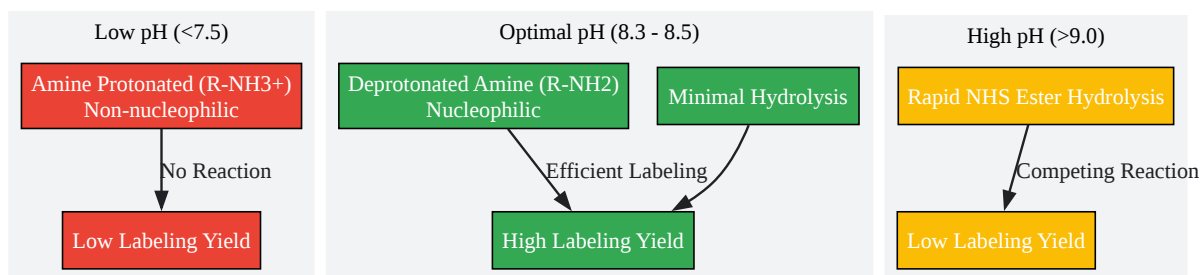 Low pH (<7.5)
Amine Protonated (R-NH3+)
Non-nucleophilic
No Reaction
Low Labeling Yield
Optimal pH (8.3 - 8.5)
Deprotonated Amine (R-NH2)
Nucleophilic
Minimal Hydrolysis
Efficient Labeling
High Labeling Yield
High pH (>9.0)
Rapid NHS Ester Hydrolysis
Competing Reaction
Low Labeling Yield